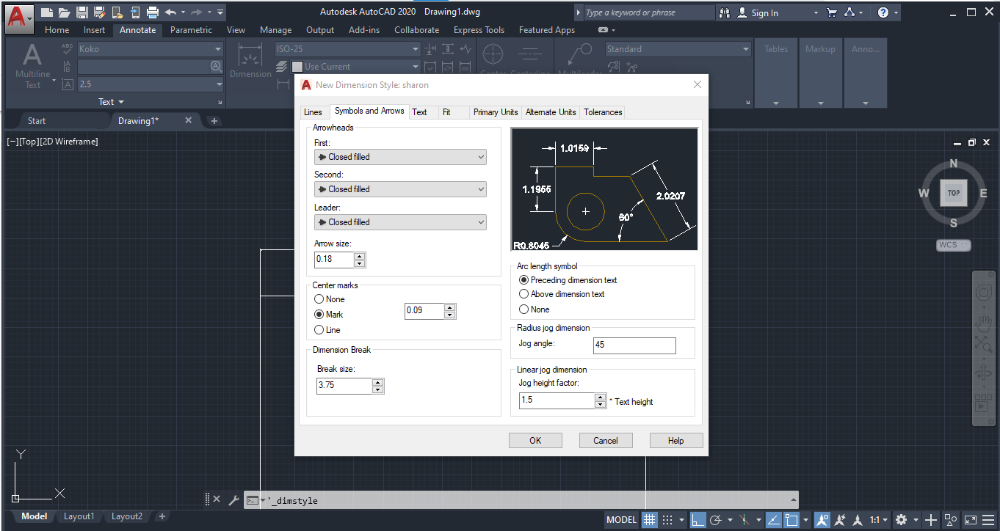 Autodesk AutoCAD 2020 Drawing1.dwg
Type a keyword or phrase
Sign In
Home Insert Annotate Parametric View Manage Output Add-ins Collaborate Express Tools Featured Apps
Koko
ISO-25
Standard
Tables
Markup
Anno...
Multiline
Text
2.5
Dimension
Use Current
Text
Start
Drawing1*
[−][Top][2D Wireframe]
New Dimension Style: sharon
Lines Symbols and Arrows Text Fit Primary Units Alternate Units Tolerances
Arrowheads
First:
Closed filled
Second:
Closed filled
Leader:
Closed filled
Arrow size:
0.18
Center marks
None
Mark
0.09
Line
Dimension Break
Break size:
3.75
1.0159
1.1955
2.0207
60°
R0.8045
Arc length symbol
Preceding dimension text
Above dimension text
None
Radius jog dimension
Jog angle:
45
Linear jog dimension
Jog height factor:
1.5
* Text height
OK Cancel Help
N
W TOP E
S
WCS
Y
X
'_dimstyle
Model Layout1 Layout2
MODEL
1:1